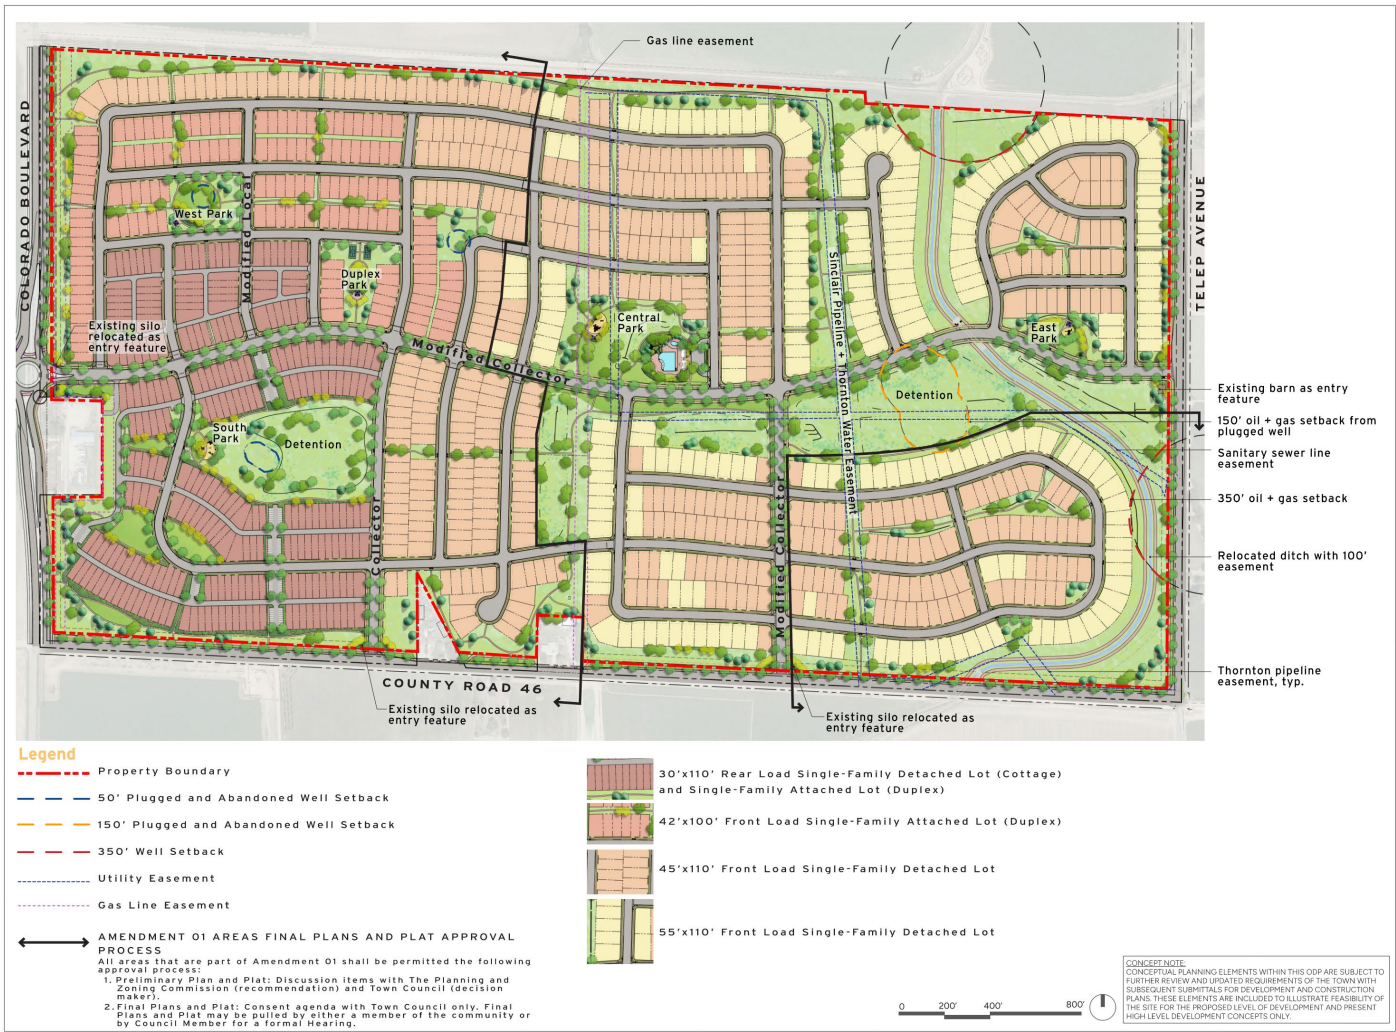 Gas line easement
COLORADO BOULEVARD
TELEP AVENUE
West Park
Modified Local
Duplex
Park
Existing silo
relocated as
entry feature
Central
Park
Sinclair Pipeline + Thornton Water Easement
East
Park
Modified Collector
Detention
South
Park
Detention
Collector
Modified Collector
Existing barn as entry
feature
150' oil + gas setback from
plugged well
Sanitary sewer line
easement
350' oil + gas setback
Relocated ditch with 100'
easement
Thornton pipeline
easement, typ.
COUNTY ROAD 46
Existing silo relocated as
entry feature
Existing silo relocated as
entry feature
Legend
Property Boundary
50' Plugged and Abandoned Well Setback
150' Plugged and Abandoned Well Setback
350' Well Setback
Utility Easement
Gas Line Easement
AMENDMENT 01 AREAS FINAL PLANS AND PLAT APPROVAL
PROCESS
All areas that are part of Amendment 01 shall be permitted the following
approval process:
1. Preliminary Plan and Plat: Discussion items with The Planning and
Zoning Commission (recommendation) and Town Council (decision
maker).
2. Final Plans and Plat: Consent agenda with Town Council only. Final
Plans and Plat may be pulled by either a member of the community or
by Council Member for a formal Hearing.
30'x110' Rear Load Single-Family Detached Lot (Cottage)
and Single-Family Attached Lot (Duplex)
42'x100' Front Load Single-Family Attached Lot (Duplex)
45'x110' Front Load Single-Family Detached Lot
55'x110' Front Load Single-Family Detached Lot
0 200' 400' 800'
CONCEPT NOTE:
CONCEPTUAL PLANNING ELEMENTS WITHIN THIS ODP ARE SUBJECT TO
FURTHER REVIEW AND UPDATED REQUIREMENTS OF THE TOWN WITH
SUBSEQUENT SUBMITTALS FOR DEVELOPMENT AND CONSTRUCTION
PLANS. THESE ELEMENTS ARE INCLUDED TO ILLUSTRATE FEASIBILITY OF
THE SITE FOR THE PROPOSED LEVEL OF DEVELOPMENT AND PRESENT
HIGH LEVEL DEVELOPMENT CONCEPTS ONLY.